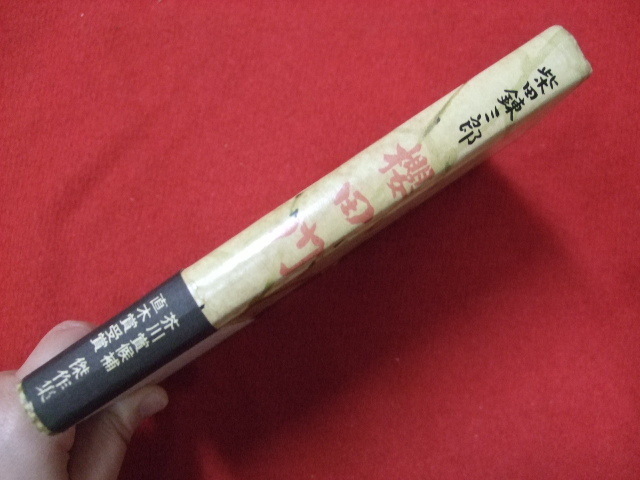 柴田錬三郎
櫻田門
芥川賞候補
直木賞受賞
傑作集